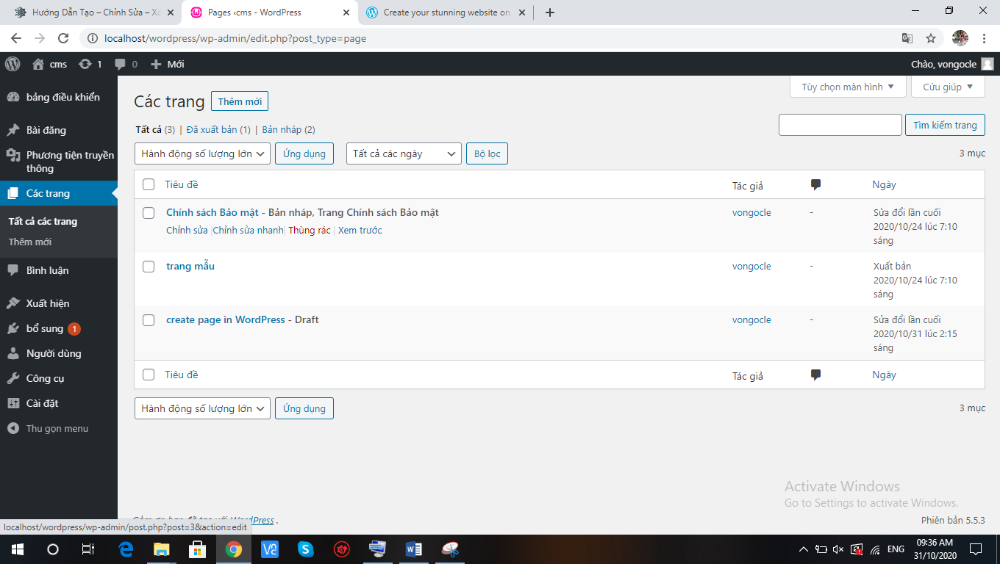 Hướng Dẫn Tạo – Chỉnh Sửa – Xó
Pages ‹cms - WordPress
Create your stunning website on
localhost/wordpress/wp-admin/edit.php?post_type=page
cms
1
0
Mới
Chào, vongocle
bảng điều khiển
Bài đăng
Phương tiện truyền
thông
Các trang
Tất cả các trang
Thêm mới
Bình luận
Xuất hiện
bổ sung 1
Người dùng
Công cụ
Cài đặt
Thu gọn menu
Tùy chọn màn hình
Cứu giúp
Các trang
Thêm mới
Tất cả (3) | Đã xuất bản (1) | Bản nháp (2)
Tìm kiếm trang
Hành động số lượng lớn
Ứng dụng
Tất cả các ngày
Bộ lọc
3 mục
Tiêu đề
Tác giả
Ngày
Chính sách Bảo mật - Bản nháp, Trang Chính sách Bảo mật
Chỉnh sửa |Chỉnh sửa nhanh| Thùng rác | Xem trước
vongocle
-
Sửa đổi lần cuối
2020/10/24 lúc 7:10
sáng
trang mẫu
vongocle
-
Xuất bản
2020/10/24 lúc 7:10
sáng
create page in WordPress - Draft
vongocle
-
Sửa đổi lần cuối
2020/10/31 lúc 2:15
sáng
Tiêu đề
Tác giả
Ngày
Hành động số lượng lớn
Ứng dụng
3 mục
Activate Windows
Go to Settings to activate Windows.
Cảm ơn bạn đã tạo với WordPress .
Phiên bản 5.5.3
localhost/wordpress/wp-admin/post.php?post=3&action=edit
ENG
09:36 AM
31/10/2020